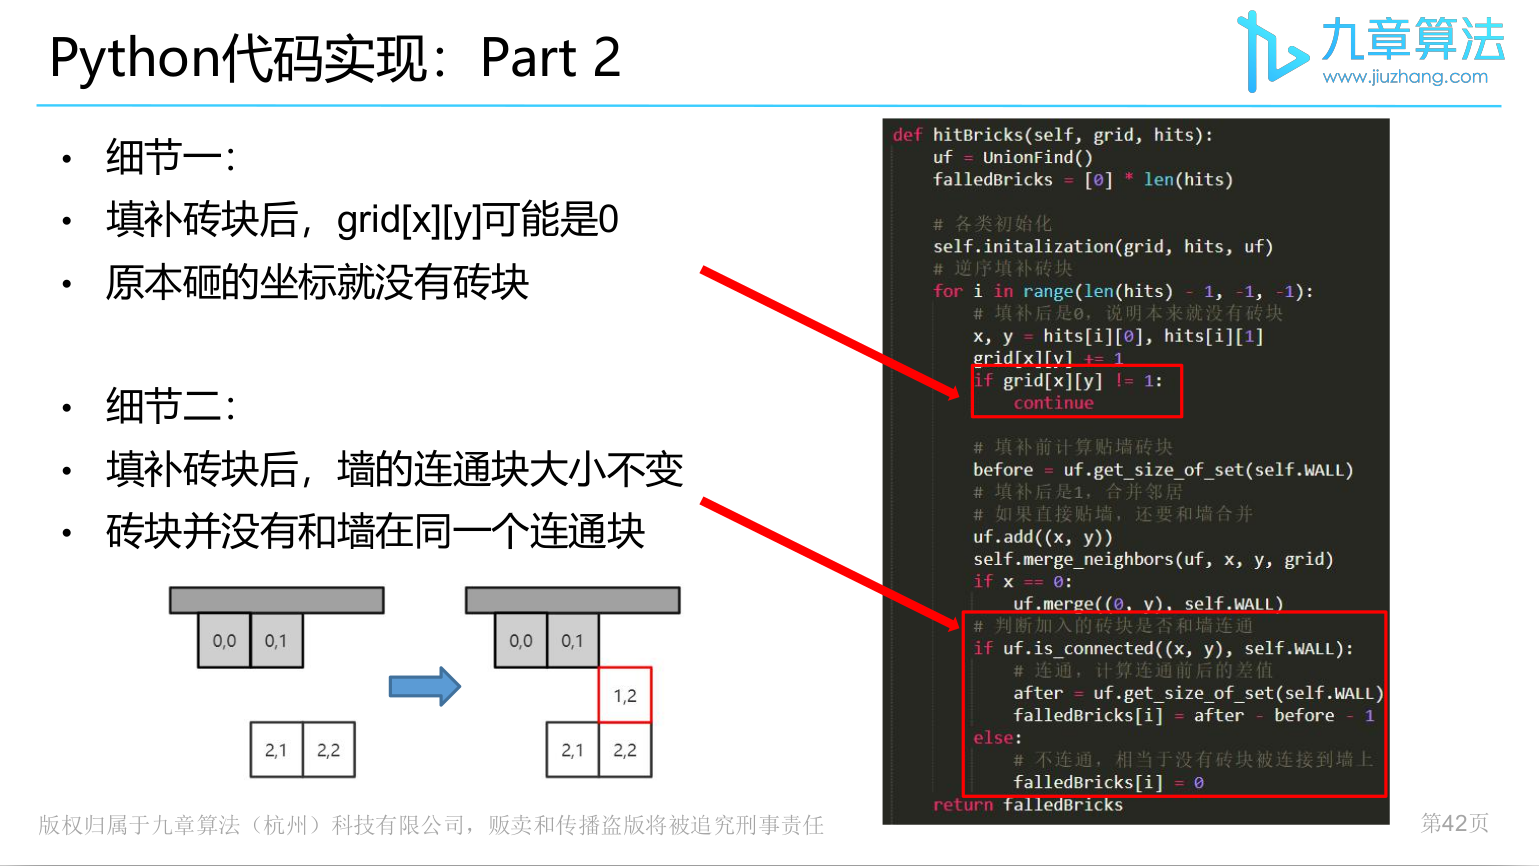 Python代码实现：Part 2
九章算法
www.jiuzhang.com
• 细节一：
• 填补砖块后，grid[x][y]可能是0
• 原本砸的坐标就没有砖块
• 细节二：
• 填补砖块后，墙的连通块大小不变
• 砖块并没有和墙在同一个连通块
0,0 0,1
2,1 2,2
0,0 0,1
1,2
2,1 2,2
def hitBricks(self, grid, hits):
uf = UnionFind()
falledBricks = [0] * len(hits)
# 各类初始化
self.initalization(grid, hits, uf)
# 逆序填补砖块
for i in range(len(hits) - 1, -1, -1):
# 填补后是0，说明本来就没有砖块
x, y = hits[i][0], hits[i][1]
grid[x][y] += 1
if grid[x][y] != 1:
continue
# 填补前计算贴墙砖块
before = uf.get_size_of_set(self.WALL)
# 填补后是1，合并邻居
# 如果直接贴墙，还要和墙合并
uf.add((x, y))
self.merge_neighbors(uf, x, y, grid)
if x == 0:
uf.merge((0, y), self.WALL)
# 判断加入的砖块是否和墙连通
if uf.is_connected((x, y), self.WALL):
# 连通，计算连通前后的差值
after = uf.get_size_of_set(self.WALL)
falledBricks[i] = after - before - 1
else:
# 不连通，相当于没有砖块被连接到墙上
falledBricks[i] = 0
return falledBricks
版权归属于九章算法（杭州）科技有限公司，贩卖和传播盗版将被追究刑事责任
第42页